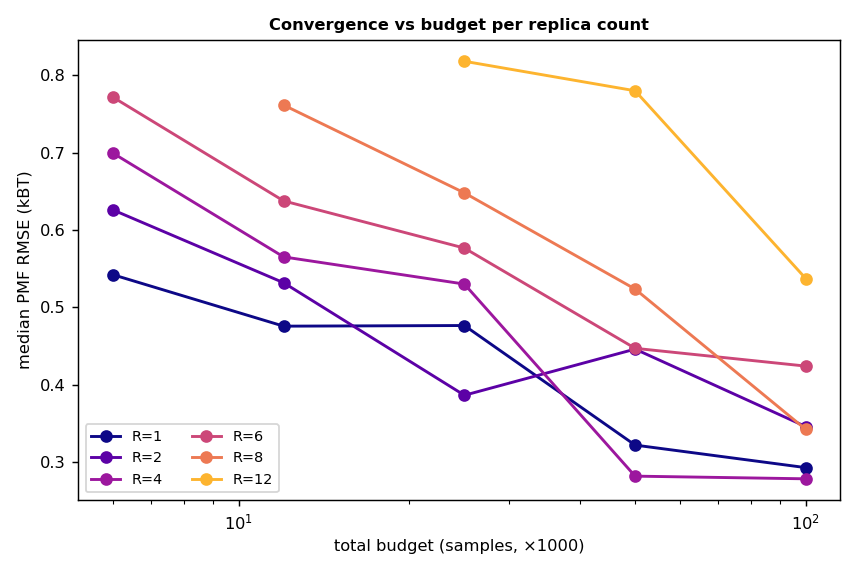 Convergence vs budget per replica count
median PMF RMSE (kBT)
0.8
0.7
0.6
0.5
0.4
0.3
R=1
R=2
R=4
R=6
R=8
R=12
10¹
10²
total budget (samples, ×1000)